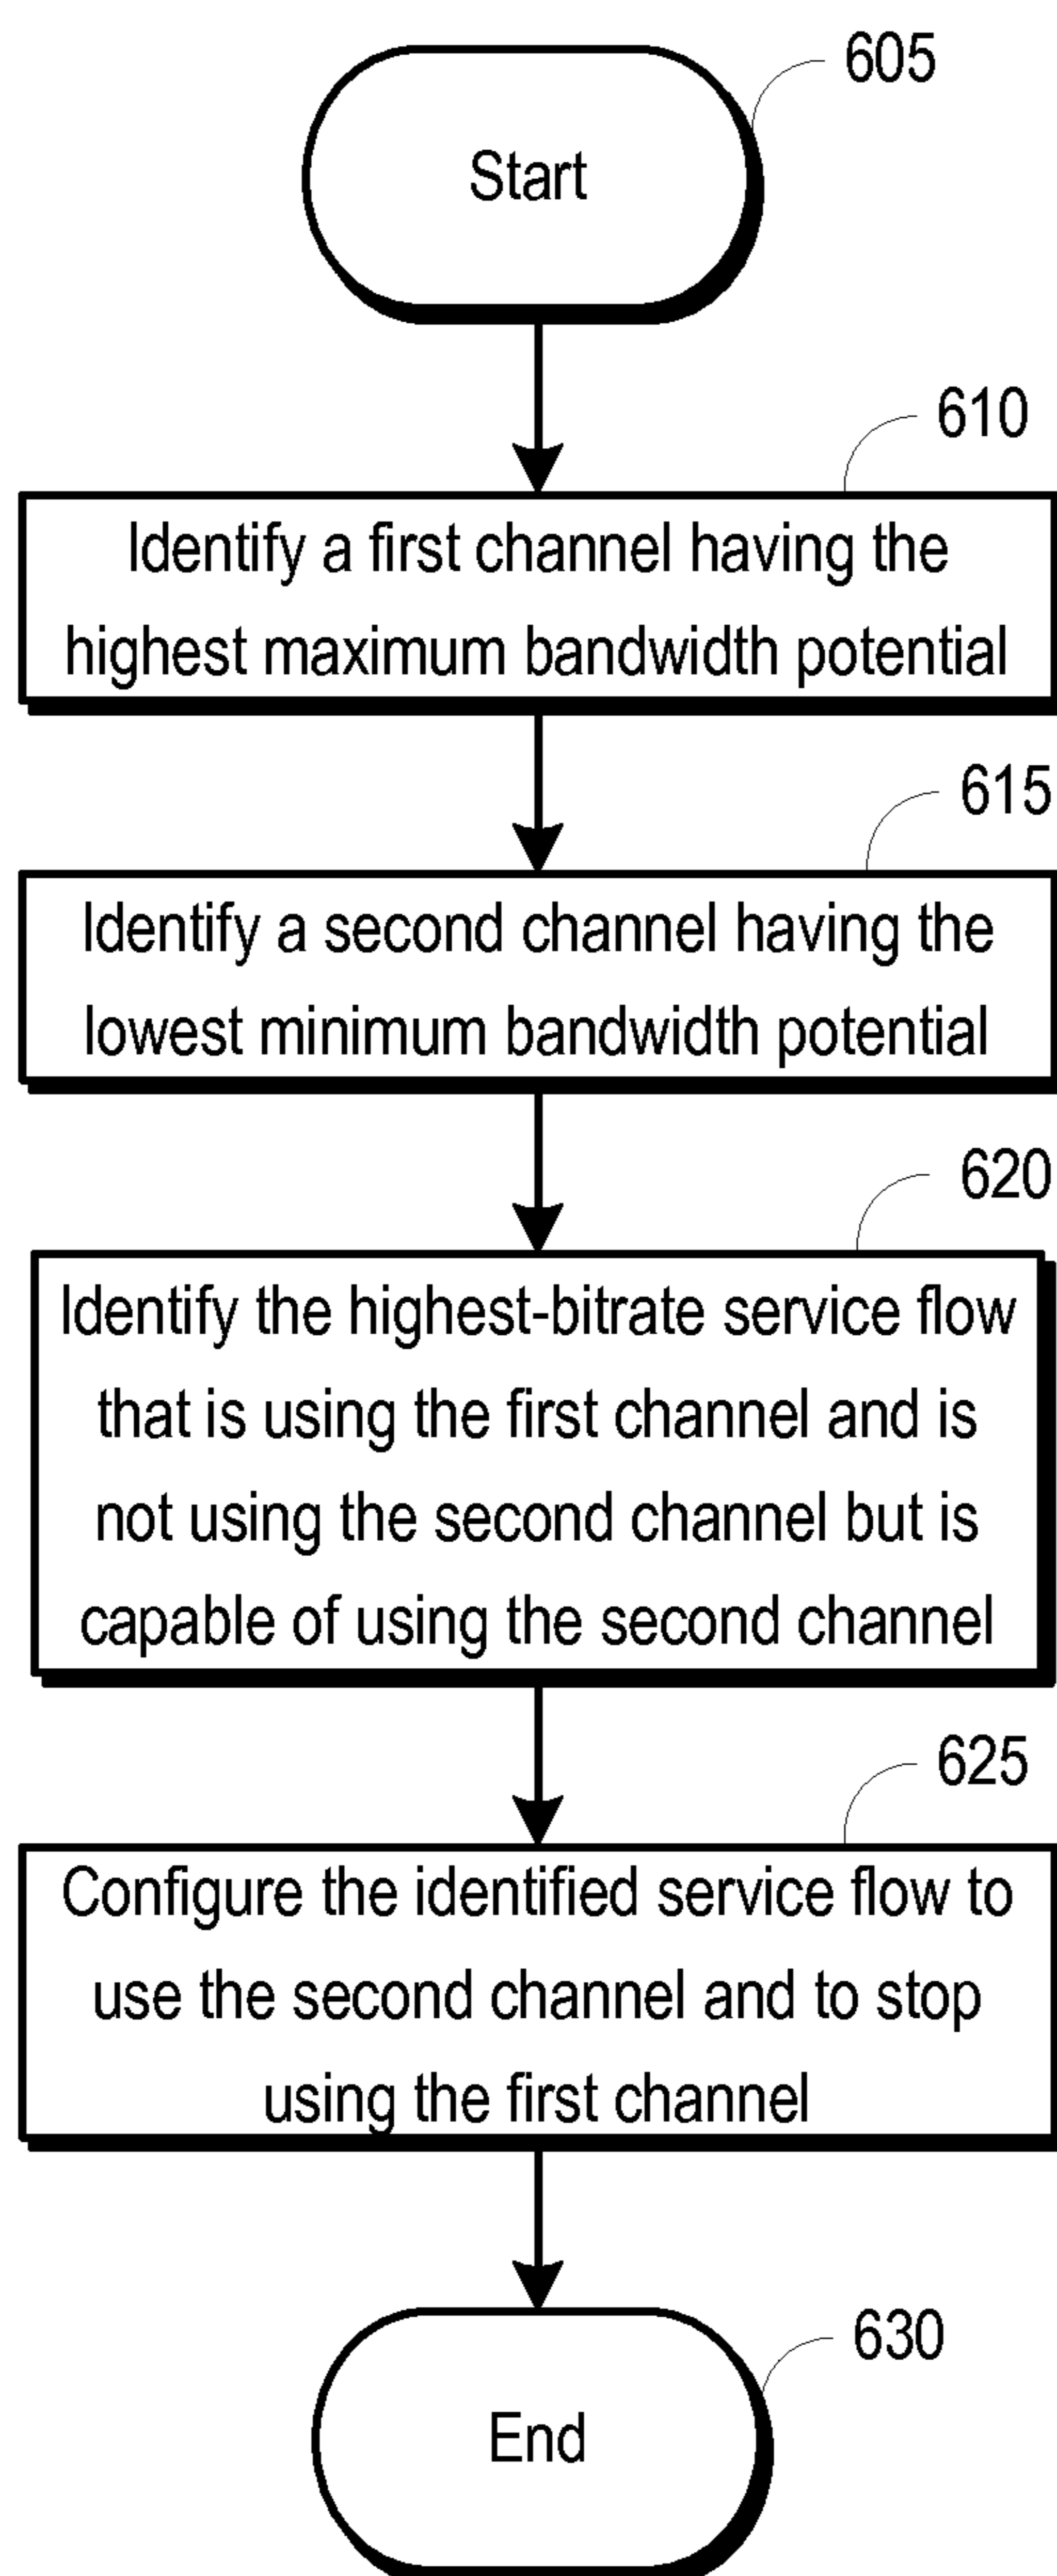 605
Start
610
Identify a first channel having the
highest maximum bandwidth potential
615
Identify a second channel having the
lowest minimum bandwidth potential
620
Identify the highest-bitrate service flow
that is using the first channel and is
not using the second channel but is
capable of using the second channel
625
Configure the identified service flow to
use the second channel and to stop
using the first channel
630
End